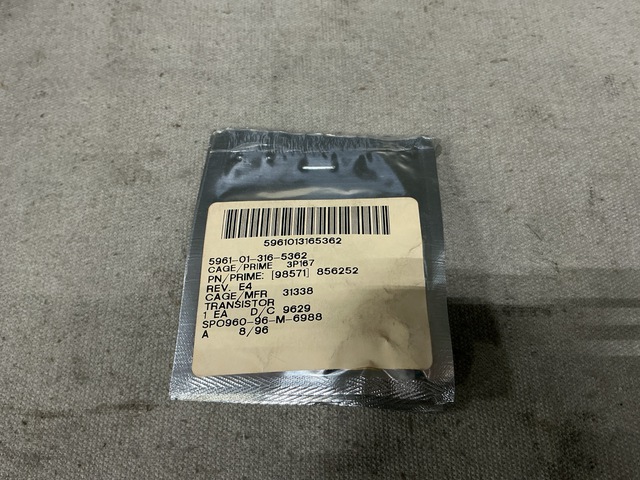 5961013165362
5961-01-316-5362
CAGE/PRIME 3P167
PN/PRIME: [98571] 856252
REV. E4
CAGE/MFR 31338
TRANSISTOR
1 EA D/C 9629
SPO960-96-M-6988
A 8/96